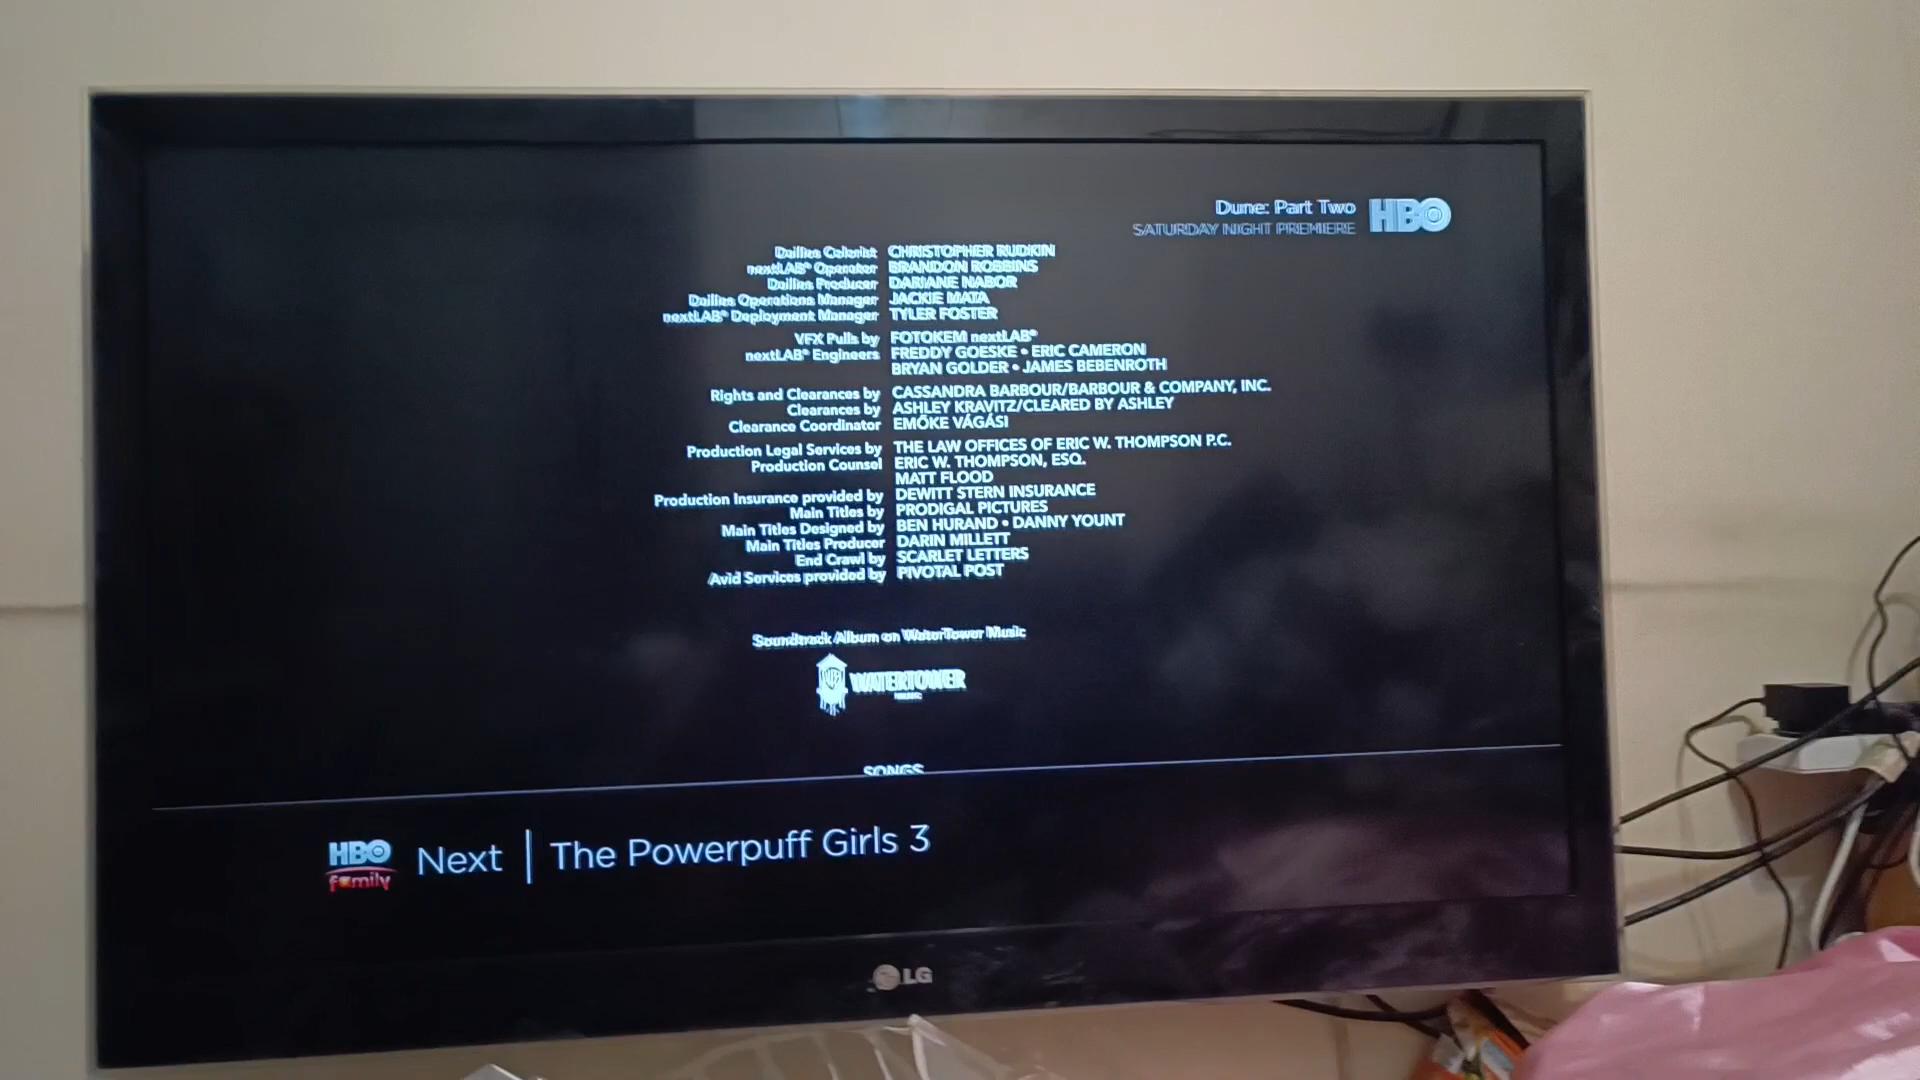 Dune: Part Two HBO
SATURDAY NIGHT PREMIERE
Dailies Colorist CHRISTOPHER RUDKIN
nextLAB® Operator BRANDON ROBBINS
Dailies Producer DARIANE NABOR
Dailies Operations Manager JACKIE MATA
nextLAB® Deployment Manager TYLER FOSTER
VFX Pulls by FOTOKEM nextLAB®
nextLAB® Engineers FREDDY GOESKE • ERIC CAMERON
BRYAN GOLDER • JAMES BEBENROTH
Rights and Clearances by CASSANDRA BARBOUR/BARBOUR & COMPANY, INC.
Clearances by ASHLEY KRAVITZ/CLEARED BY ASHLEY
Clearance Coordinator EMŐKE VÁGÁSI
Production Legal Services by THE LAW OFFICES OF ERIC W. THOMPSON P.C.
Production Counsel ERIC W. THOMPSON, ESQ.
MATT FLOOD
Production Insurance provided by DEWITT STERN INSURANCE
Main Titles by PRODIGAL PICTURES
Main Titles Designed by BEN HURAND • DANNY YOUNT
Main Titles Producer DARIN MILLETT
End Crawl by SCARLET LETTERS
Avid Services provided by PIVOTAL POST
Soundtrack Album on WaterTower Music
WATERTOWER
MUSIC
SONGS
HBO family Next | The Powerpuff Girls 3
LG